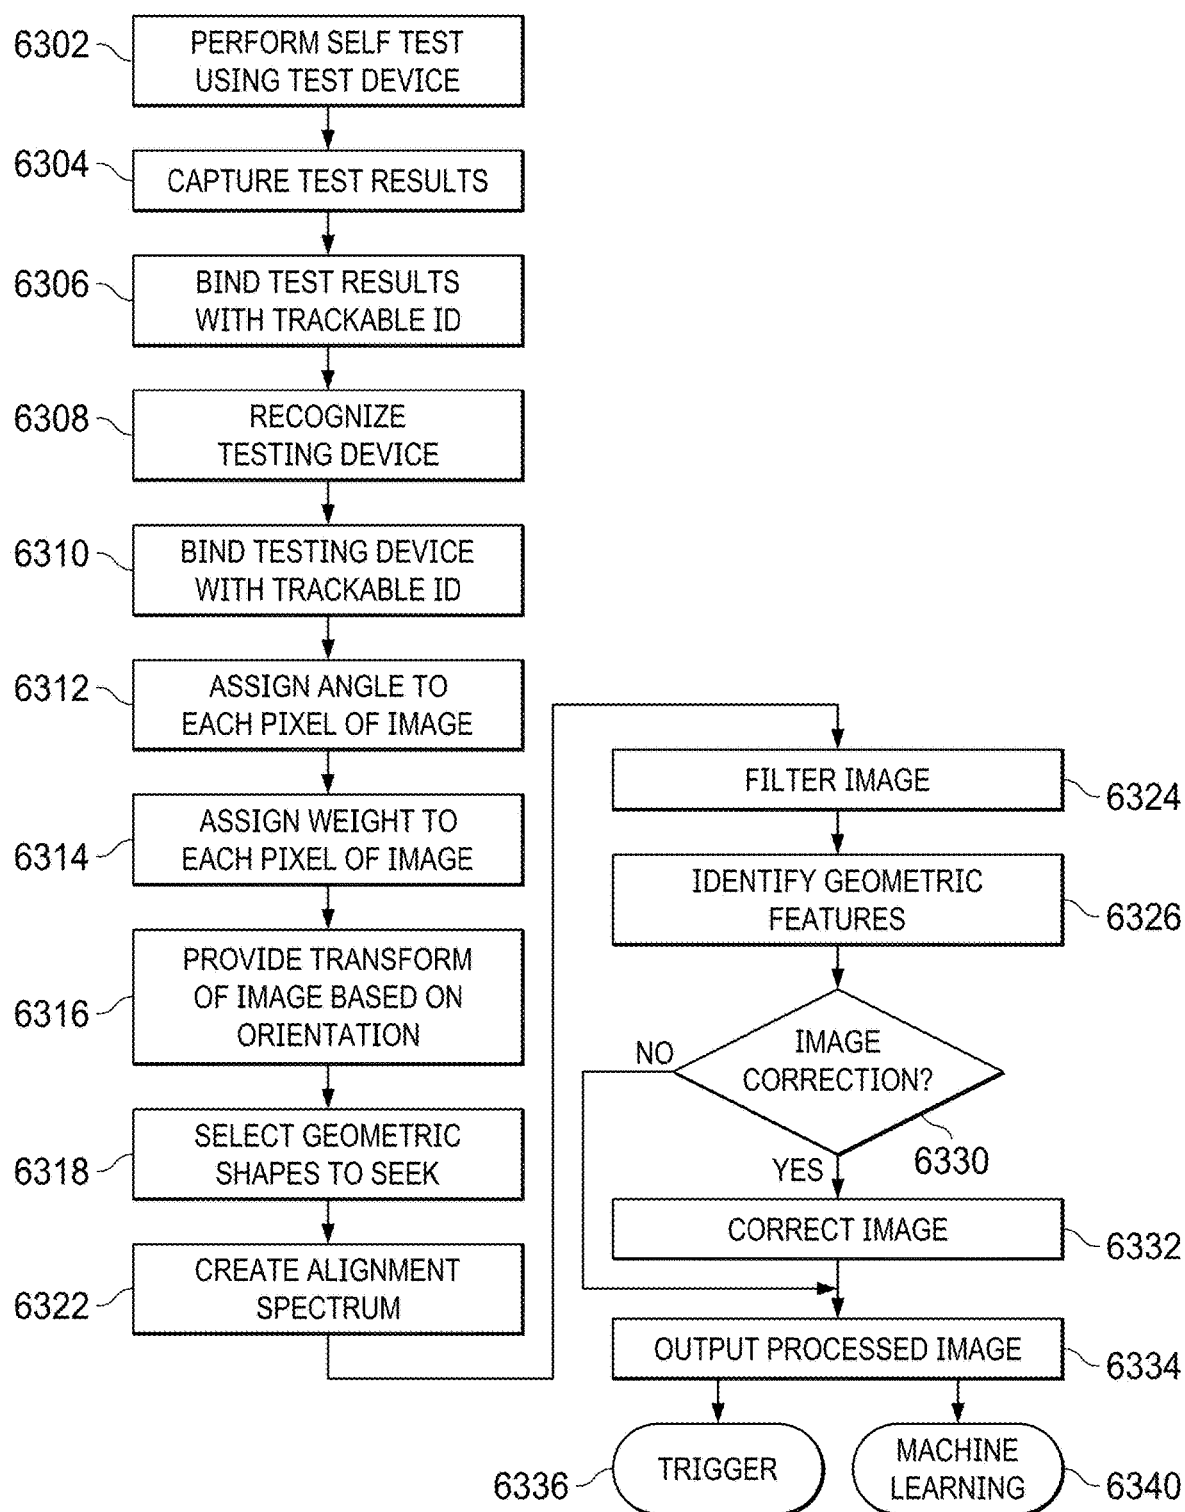 6302
PERFORM SELF TEST
USING TEST DEVICE
6304
CAPTURE TEST RESULTS
6306
BIND TEST RESULTS
WITH TRACKABLE ID
6308
RECOGNIZE
TESTING DEVICE
6310
BIND TESTING DEVICE
WITH TRACKABLE ID
6312
ASSIGN ANGLE TO
EACH PIXEL OF IMAGE
6314
ASSIGN WEIGHT TO
EACH PIXEL OF IMAGE
6316
PROVIDE TRANSFORM
OF IMAGE BASED ON
ORIENTATION
6318
SELECT GEOMETRIC
SHAPES TO SEEK
6322
CREATE ALIGNMENT
SPECTRUM
FILTER IMAGE
6324
IDENTIFY GEOMETRIC
FEATURES
6326
IMAGE
CORRECTION?
NO
6330
YES
CORRECT IMAGE
6332
OUTPUT PROCESSED IMAGE
6334
TRIGGER
6336
MACHINE
LEARNING
6340